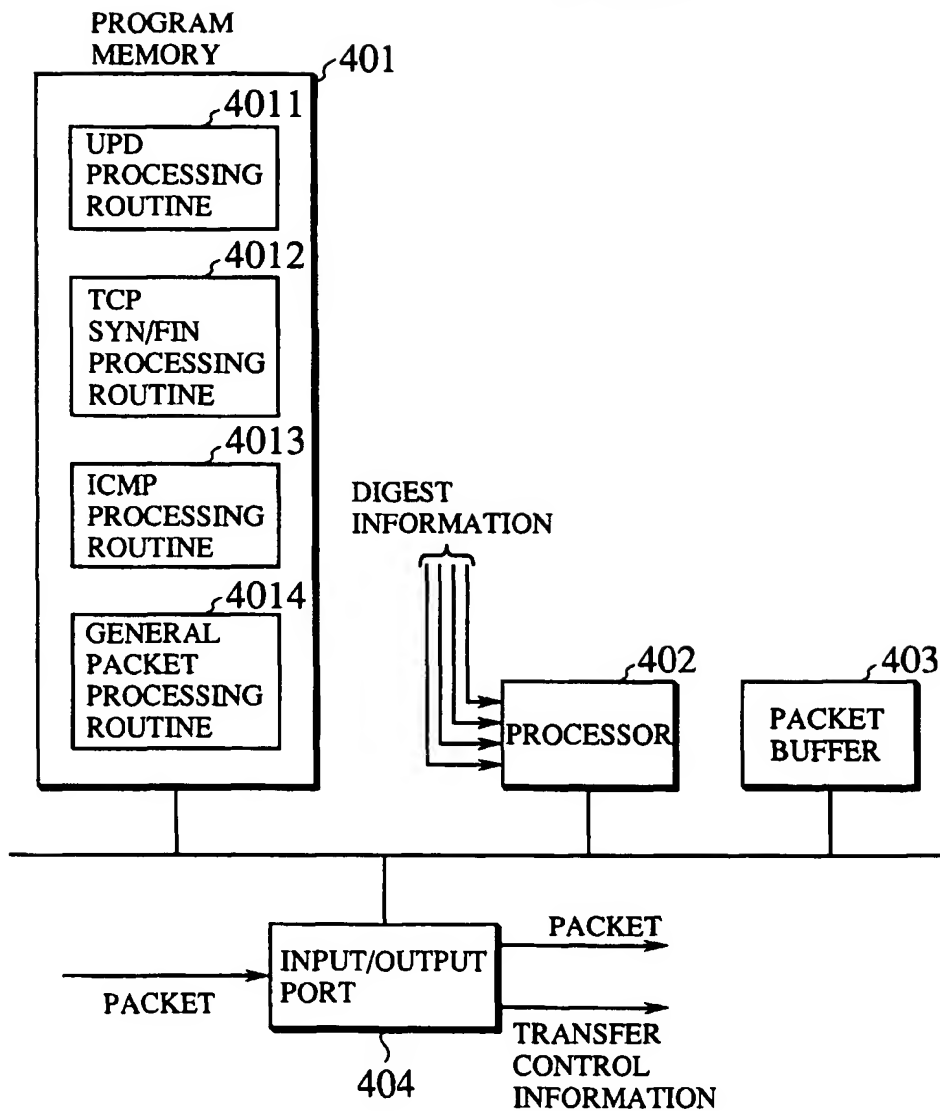 PROGRAM
MEMORY
401
4011
UPD
PROCESSING
ROUTINE
4012
TCP
SYN/FIN
PROCESSING
ROUTINE
4013
ICMP
PROCESSING
ROUTINE
4014
GENERAL
PACKET
PROCESSING
ROUTINE
DIGEST
INFORMATION
402
PROCESSOR
403
PACKET
BUFFER
PACKET
INPUT/OUTPUT
PORT
404
PACKET
TRANSFER
CONTROL
INFORMATION